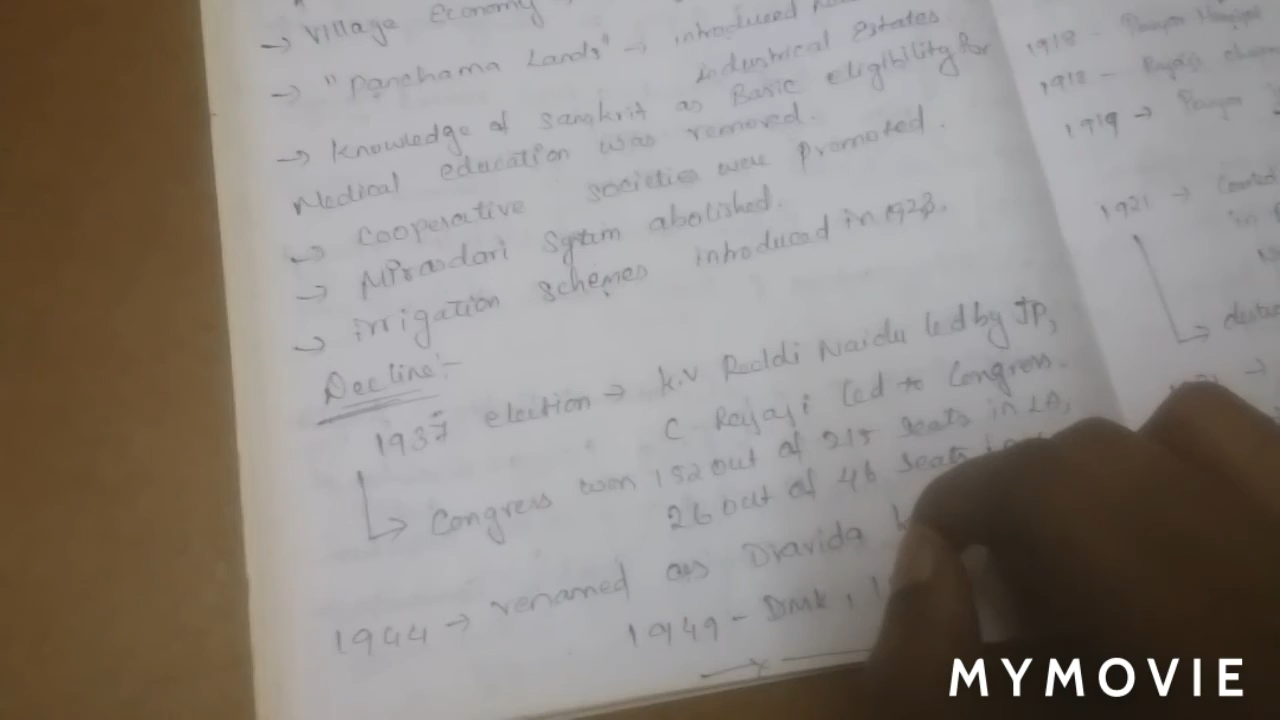 → Village Economy
→ "Panchama Lands" → introduced
industrical Estates
→ Knowledge of Sanskrit as Basic eligibility for
Medical education was removed.
→ Cooperative societies were promoted.
→ Mirasdari System abolished.
→ irrigation schemes introduced in 1923.
Decline:-
1937 election → K.V Reddi Naidu led by JP,
C Rajaji led to Congress.
↳ Congress won 152 out of 215 seats in LA,
26 out of 46 seats
1944 → renamed as Dravida
1949 - DMK,
1918 -
1918 -
1919 →
1921 →
MYMOVIE